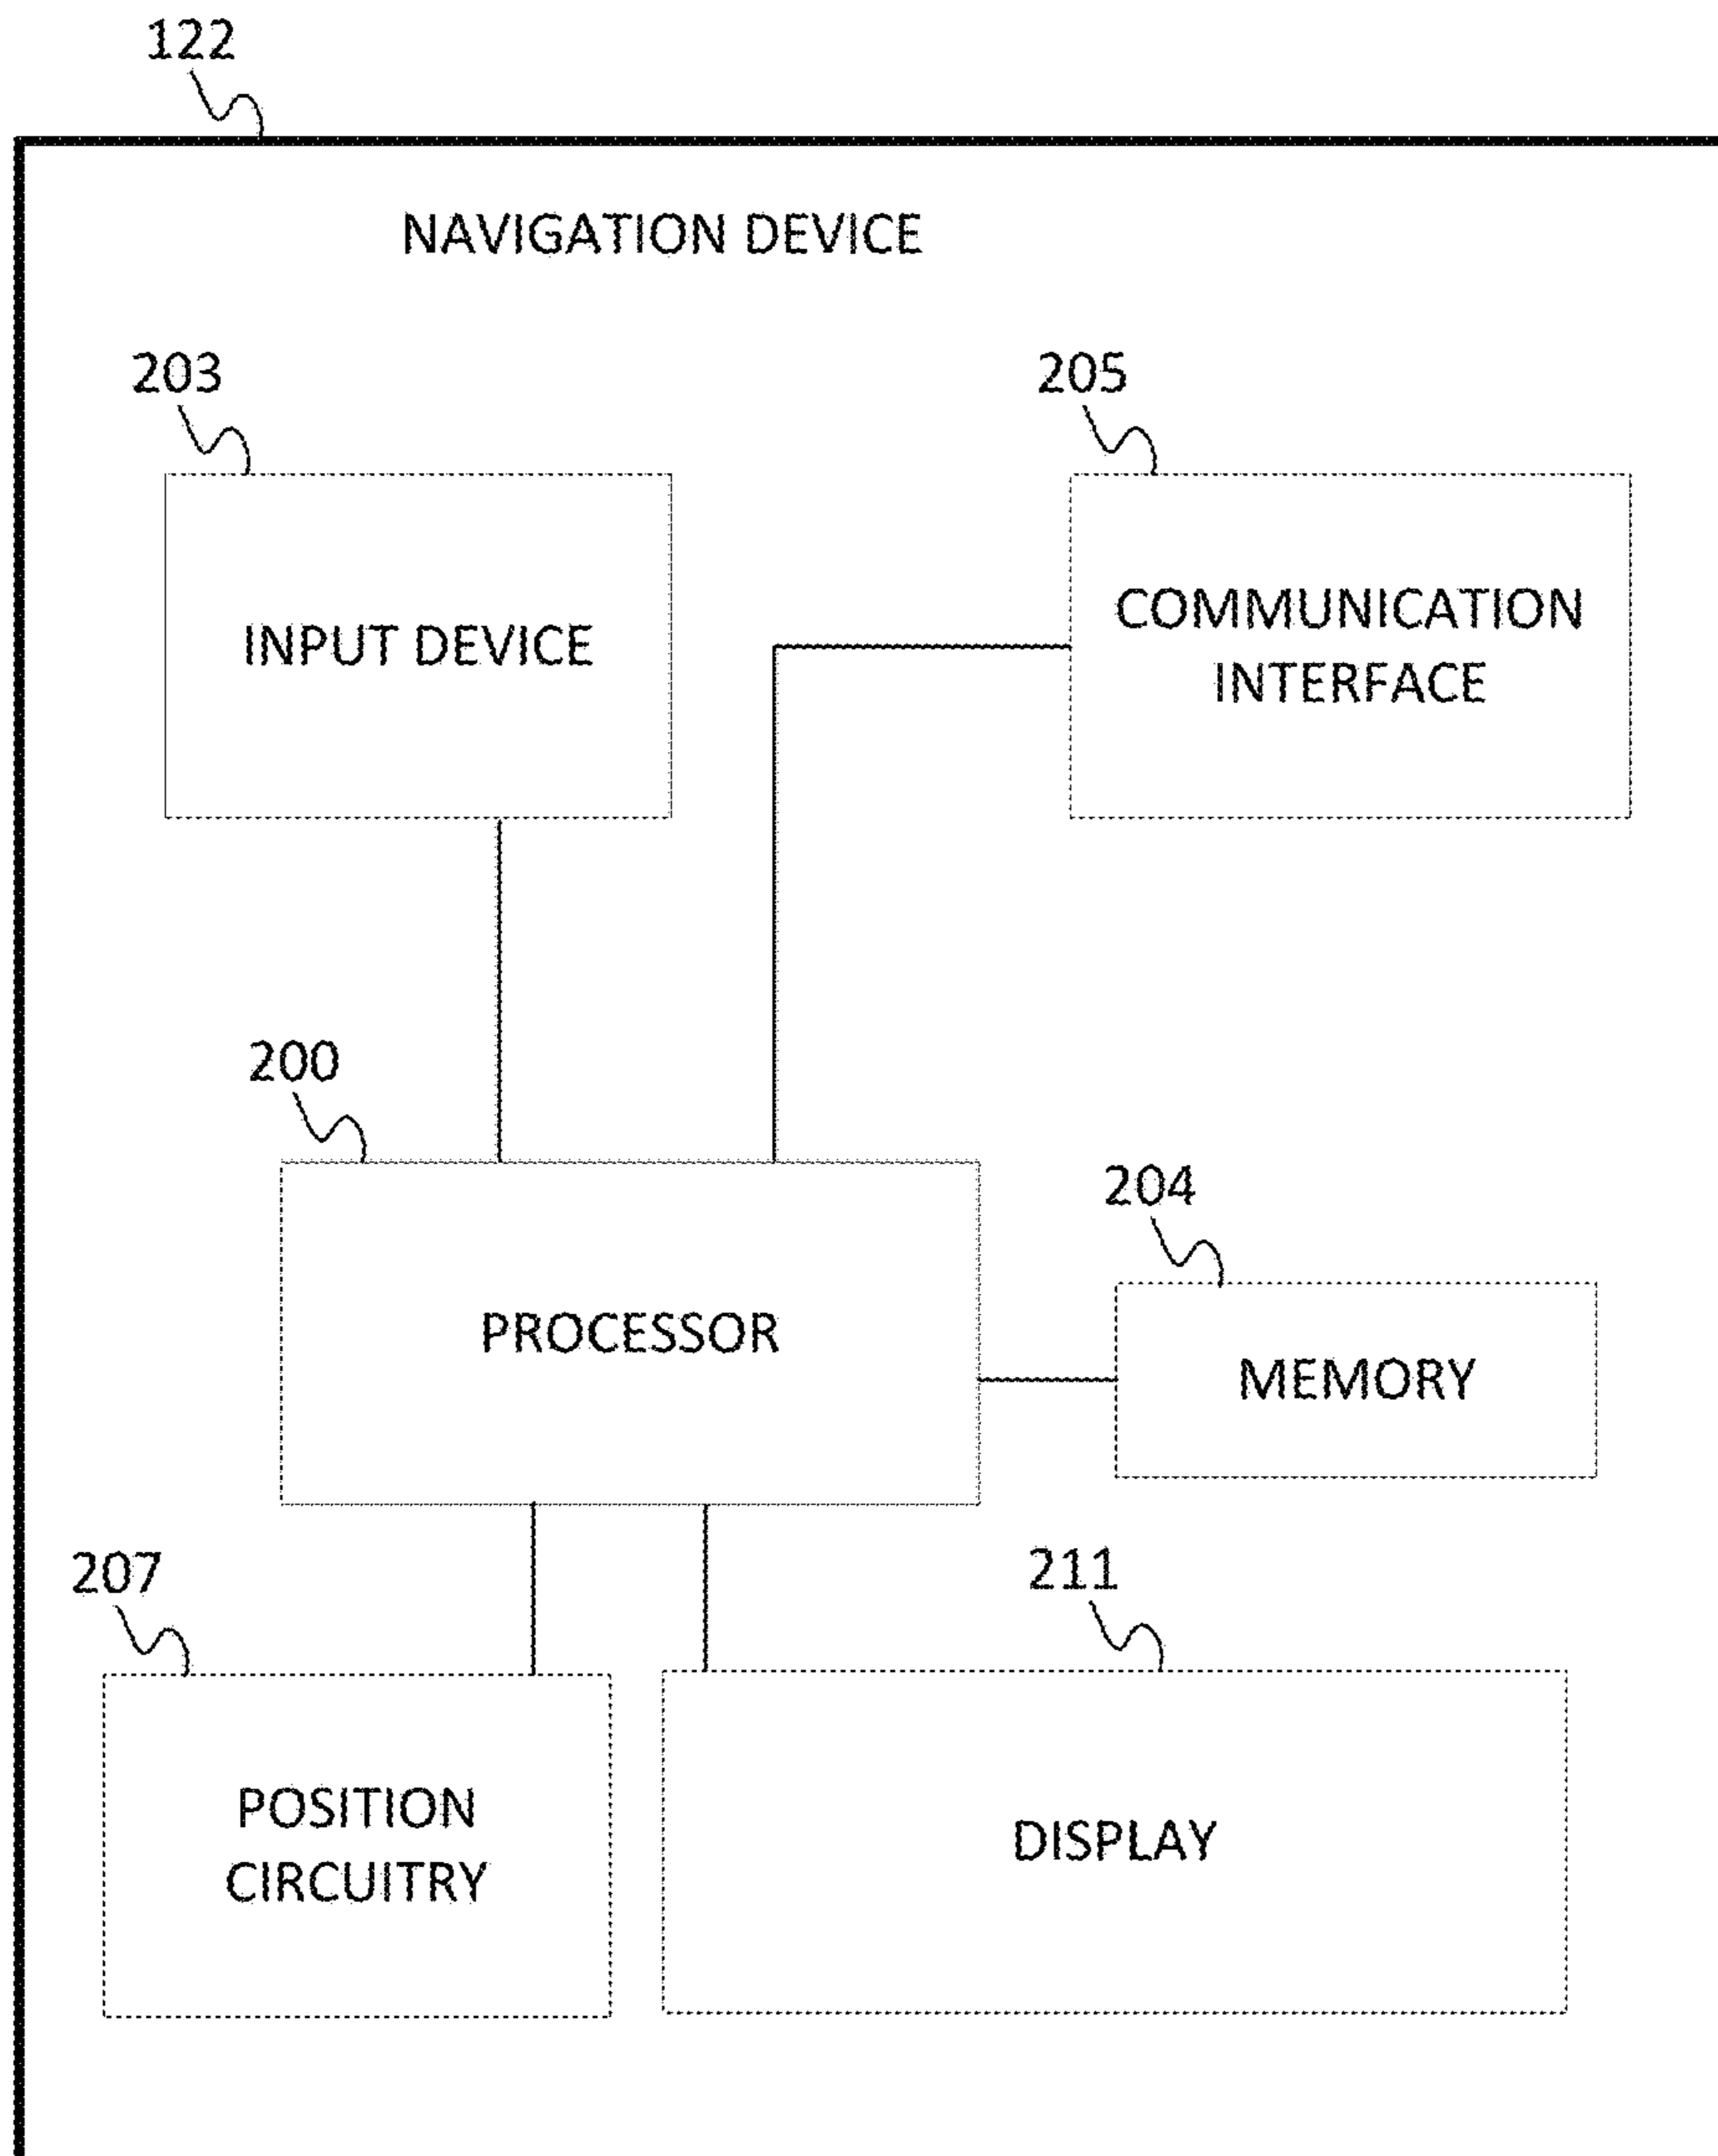 122
NAVIGATION DEVICE
203
205
INPUT DEVICE
COMMUNICATION
INTERFACE
200
204
PROCESSOR
MEMORY
207
211
POSITION
CIRCUITRY
DISPLAY